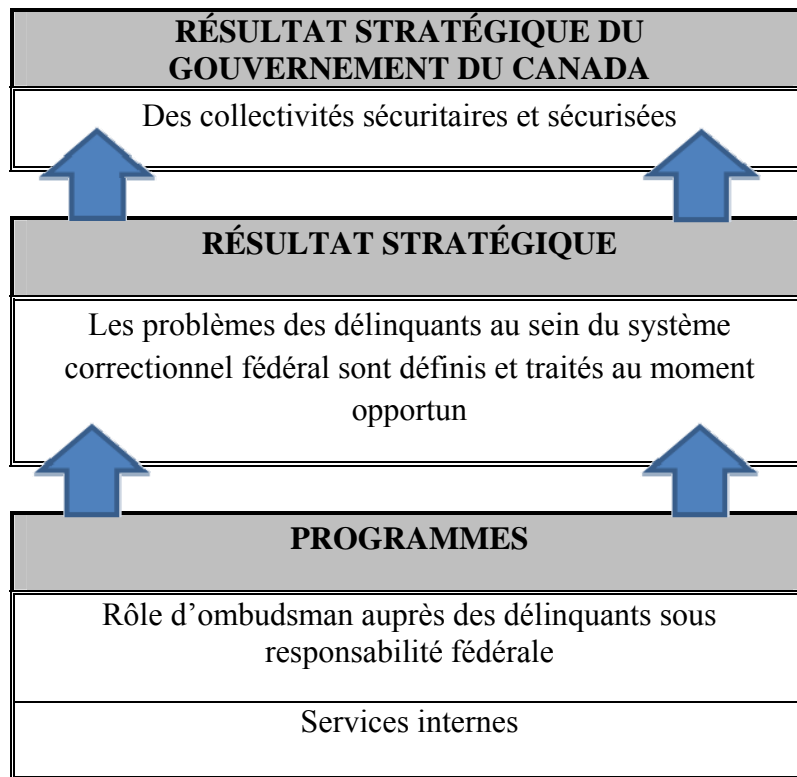 RÉSULTAT STRATÉGIQUE DU
GOUVERNEMENT DU CANADA
Des collectivités sécuritaires et sécurisées
RÉSULTAT STRATÉGIQUE
Les problèmes des délinquants au sein du système
correctionnel fédéral sont définis et traités au moment
opportun
PROGRAMMES
Rôle d’ombudsman auprès des délinquants sous
responsabilité fédérale
Services internes